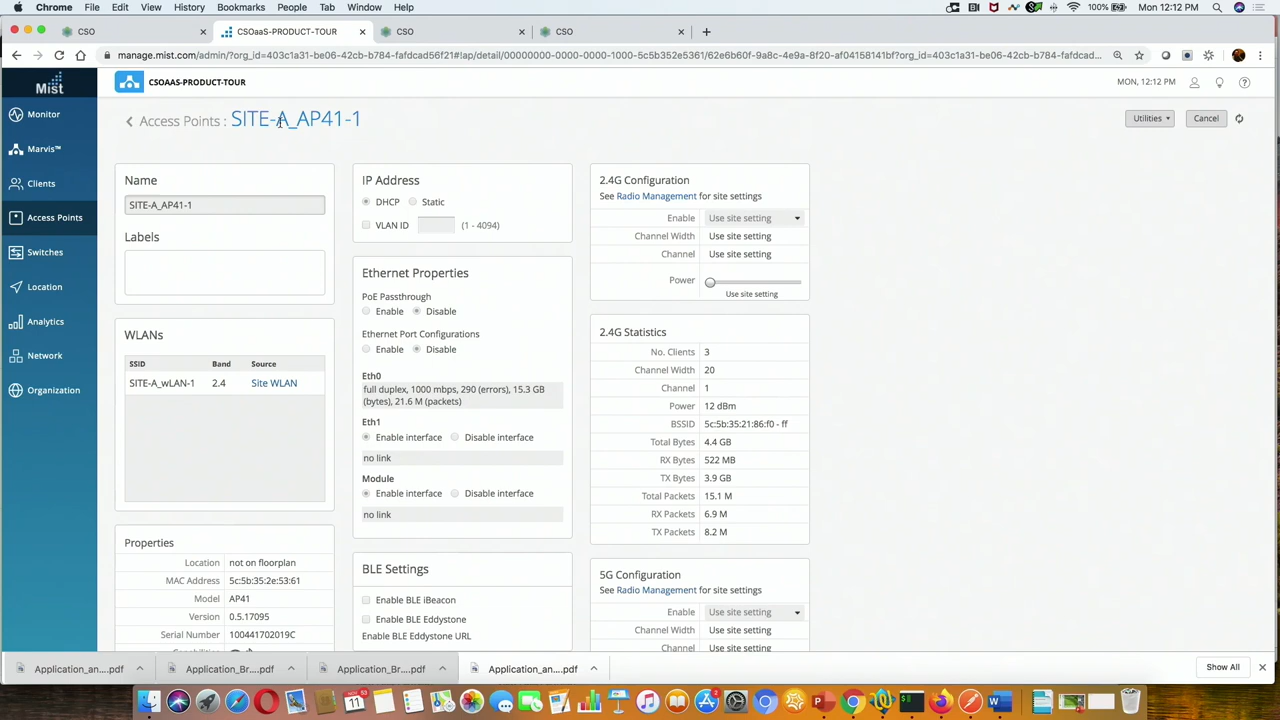 Chrome File Edit View History Bookmarks People Tab Window Help 100% Mon 12:12 PM
CSO × CSOaaS-PRODUCT-TOUR × CSO × CSO × +
manage.mist.com/admin/?org_id=403c1a31-be06-42cb-b784-fafdcad56f21#!ap/detail/00000000-0000-0000-1000-5c5b352e5361/62e6b60f-9a8c-4e9a-8f20-af04158141bf?org_id=403c1a31-be06-42cb-b784-fafdcad...
Mist
CSOAAS-PRODUCT-TOUR
MON, 12:12 PM
Monitor
Marvis™
Clients
Access Points
Switches
Location
Analytics
Network
Organization
Access Points : SITE-A_AP41-1
Utilities
Cancel
Name
SITE-A_AP41-1
Labels
WLANs
SSID Band Source
SITE-A_wLAN-1 2.4 Site WLAN
Properties
Location not on floorplan
MAC Address 5c:5b:35:2e:53:61
Model AP41
Version 0.5.17095
Serial Number 100441702019C
IP Address
DHCP Static
VLAN ID (1 - 4094)
Ethernet Properties
PoE Passthrough
Enable Disable
Ethernet Port Configurations
Enable Disable
Eth0
full duplex, 1000 mbps, 290 (errors), 15.3 GB
(bytes), 21.6 M (packets)
Eth1
Enable interface Disable interface
no link
Module
Enable interface Disable interface
no link
BLE Settings
Enable BLE iBeacon
Enable BLE Eddystone
Enable BLE Eddystone URL
2.4G Configuration
See Radio Management for site settings
Enable Use site setting
Channel Width Use site setting
Channel Use site setting
Power
Use site setting
2.4G Statistics
No. Clients 3
Channel Width 20
Channel 1
Power 12 dBm
BSSID 5c:5b:35:21:86:f0 - ff
Total Bytes 4.4 GB
RX Bytes 522 MB
TX Bytes 3.9 GB
Total Packets 15.1 M
RX Packets 6.9 M
TX Packets 8.2 M
5G Configuration
See Radio Management for site settings
Enable Use site setting
Channel Width Use site setting
Channel Use site setting
Application_an....pdf Application_Br....pdf Application_Br....pdf Application_an....pdf Show All